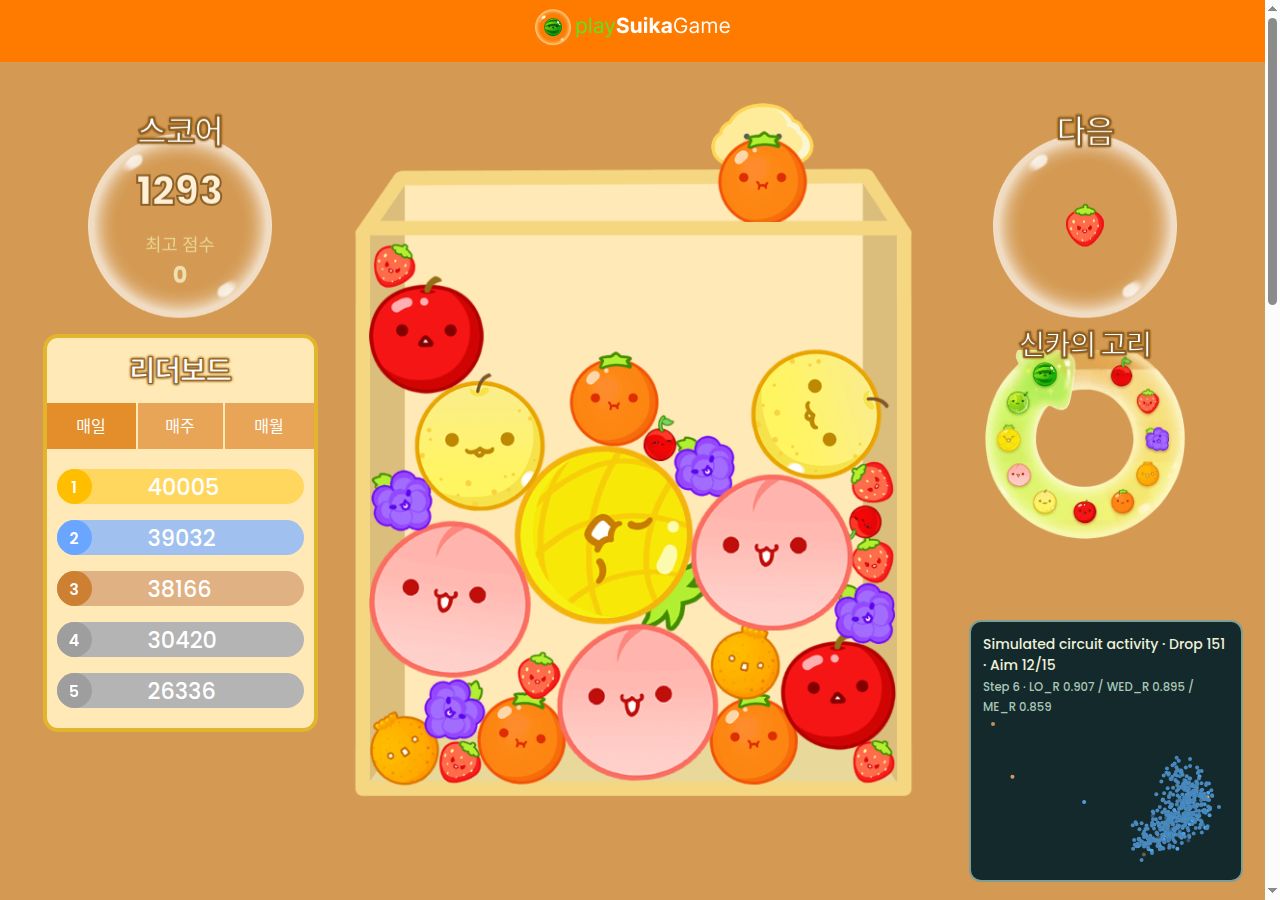 playSuikaGame
스코어
1293
최고 점수
0
리더보드
매일
매주
매월
1
40005
2
39032
3
38166
4
30420
5
26336
다음
신카의 고리
Simulated circuit activity · Drop 151
· Aim 12/15
Step 6 · LO_R 0.907 / WED_R 0.895 /
ME_R 0.859